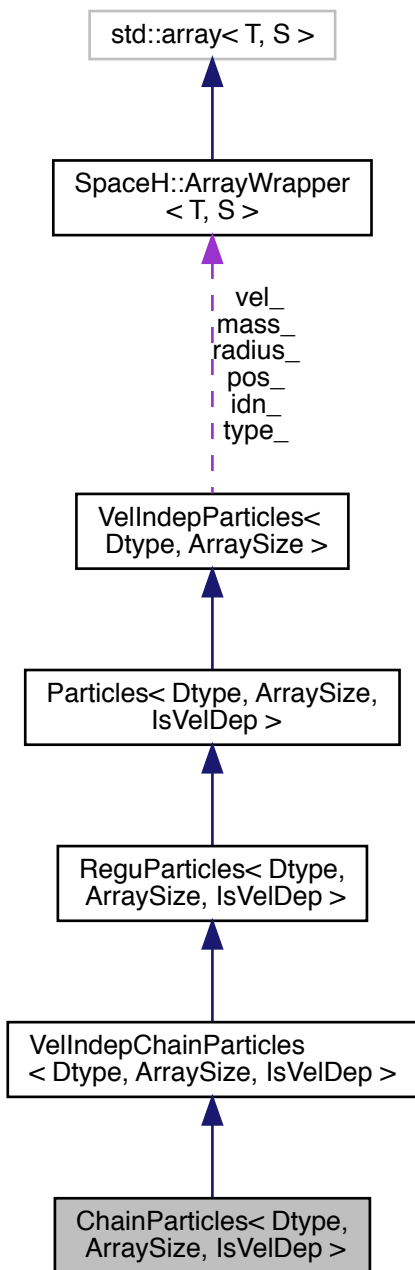 std::array< T, S >
SpaceH::ArrayWrapper
< T, S >
vel_
mass_
radius_
pos_
idn_
type_
VelIndepParticles<
Dtype, ArraySize >
Particles< Dtype, ArraySize,
IsVelDep >
ReguParticles< Dtype,
ArraySize, IsVelDep >
VelIndepChainParticles
< Dtype, ArraySize, IsVelDep >
ChainParticles< Dtype,
ArraySize, IsVelDep >